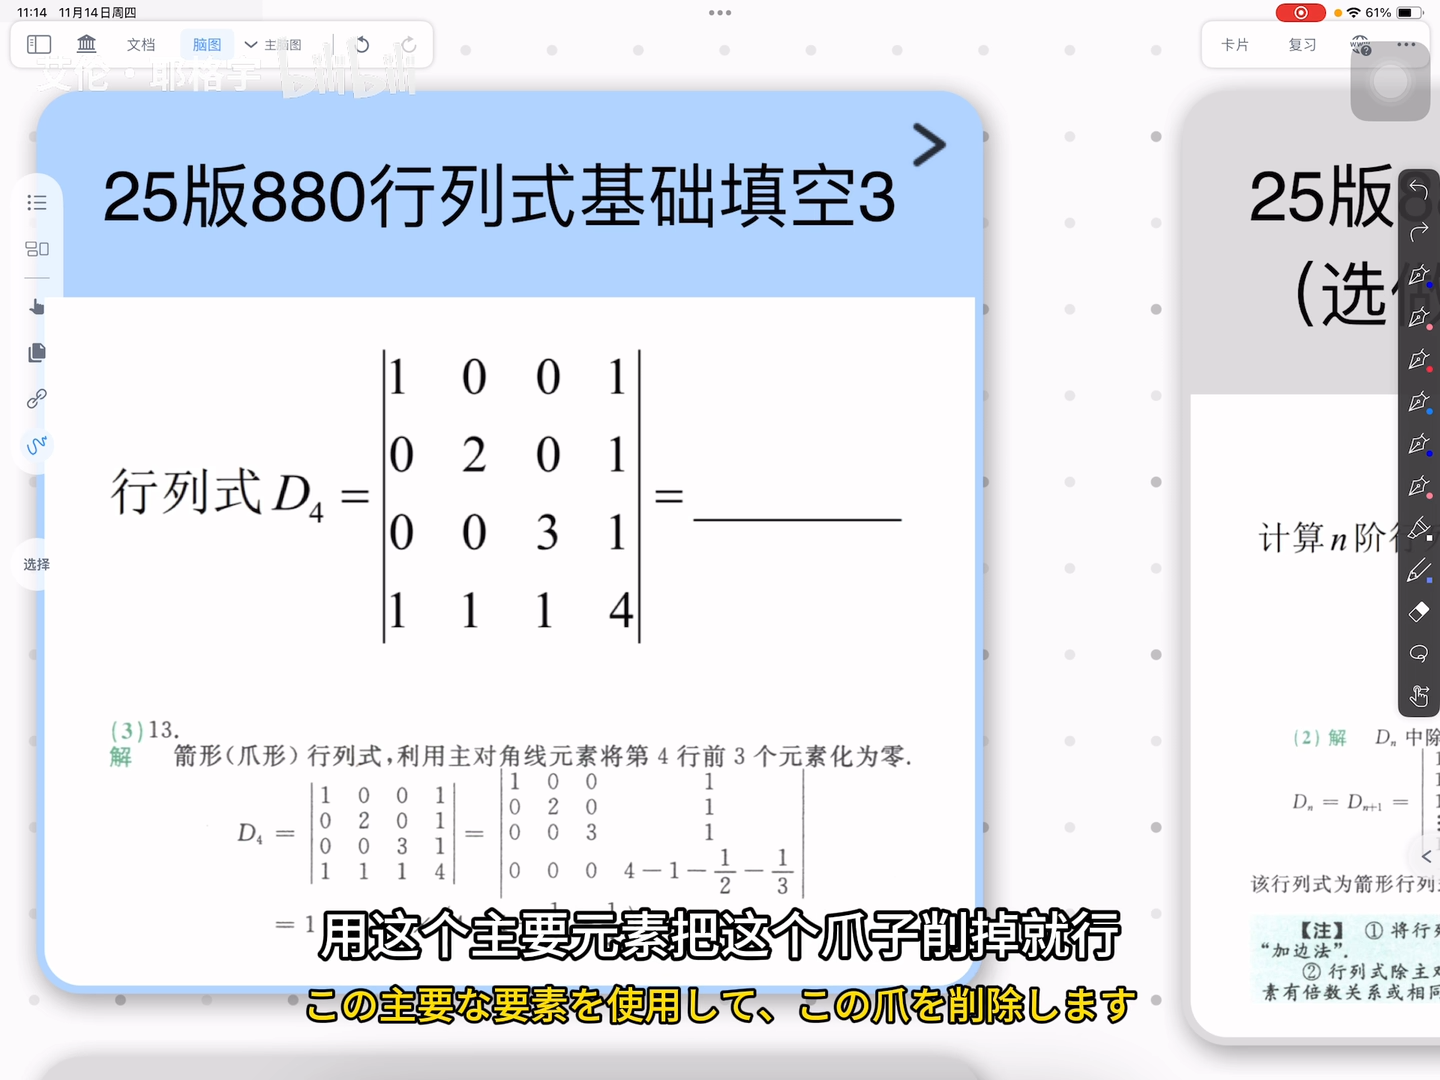 11:14 11月14日周四
61%
文档 脑图 主脑图
卡片 复习
艾伦·耶格宇 bilibili
25版880行列式基础填空3
1 0 0 1
0 2 0 1
行列式 D₄ = =
0 0 3 1
1 1 1 4
选择
(3) 13.
解 箭形(爪形)行列式,利用主对角线元素将第 4 行前 3 个元素化为零.
1 0 0 1 1 0 0 1
0 2 0 1 0 2 0 1
D₄ = =
0 0 3 1 0 0 3 1
1 1 1 4 0 0 0 4－1－1/2－1/3
= 1
25版
(选
计算 n 阶行
(2) 解 Dₙ 中除
Dₙ = Dₙ₊₁ =
该行列式为箭形行列
【注】 ① 将行
“加边法”.
② 行列式除主对
素有倍数关系或相同
用这个主要元素把这个爪子削掉就行
この主要な要素を使用して、この爪を削除します